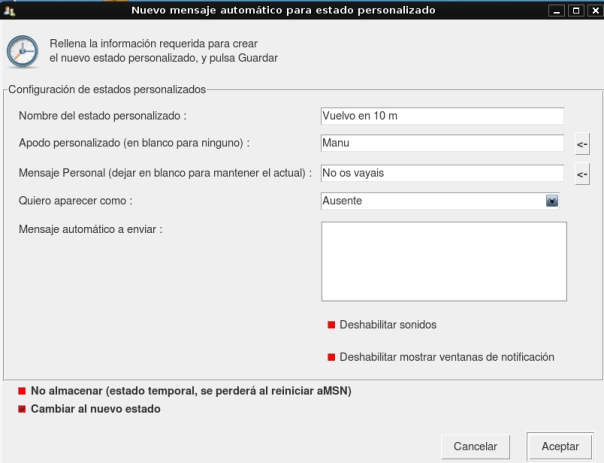 Nuevo mensaje automático para estado personalizado
Rellena la información requerida para crear
el nuevo estado personalizado, y pulsa Guardar
Configuración de estados personalizados
Nombre del estado personalizado : Vuelvo en 10 m
Apodo personalizado (en blanco para ninguno) : Manu <-
Mensaje Personal (dejar en blanco para mantener el actual) : No os vayais <-
Quiero aparecer como : Ausente
Mensaje automático a enviar :
Deshabilitar sonidos
Deshabilitar mostrar ventanas de notificación
No almacenar (estado temporal, se perderá al reiniciar aMSN)
Cambiar al nuevo estado
Cancelar Aceptar